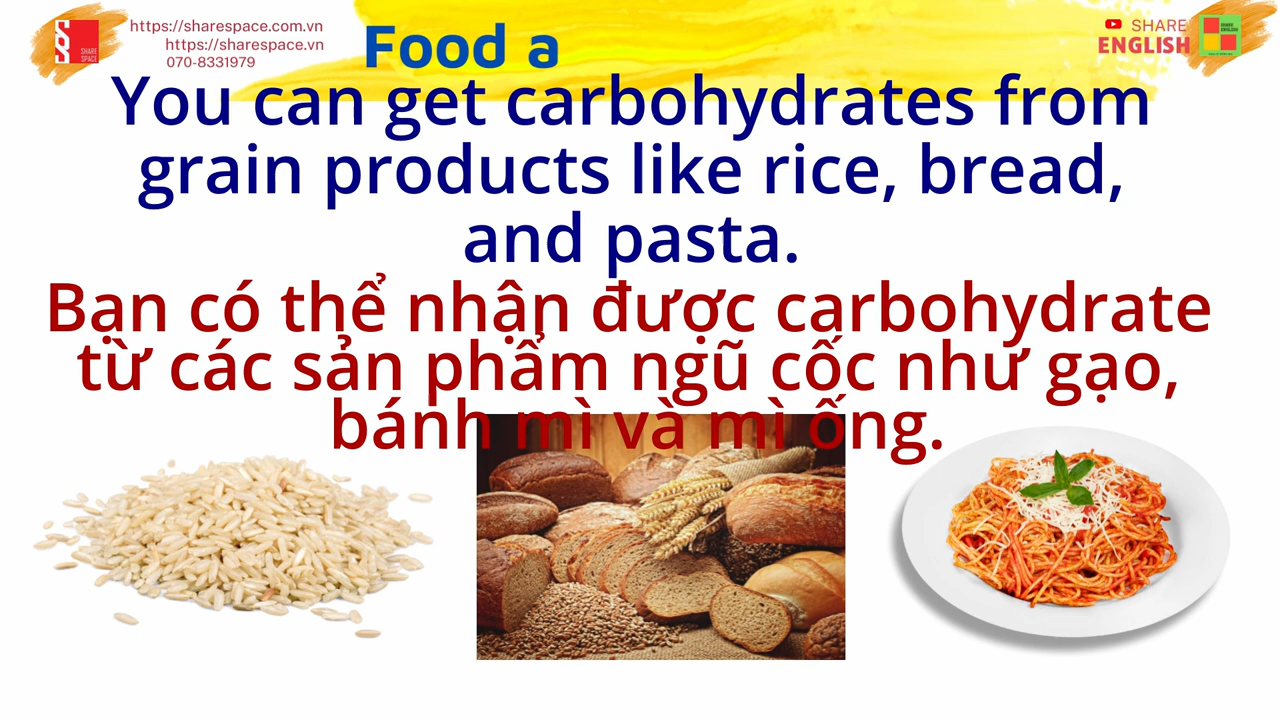 https://sharespace.com.vn
https://sharespace.vn
070-8331979
SHARE
SPACE
SHARE
ENGLISH
Food a
You can get carbohydrates from
grain products like rice, bread,
and pasta.
Bạn có thể nhận được carbohydrate
từ các sản phẩm ngũ cốc như gạo,
bánh mì và mì ống.